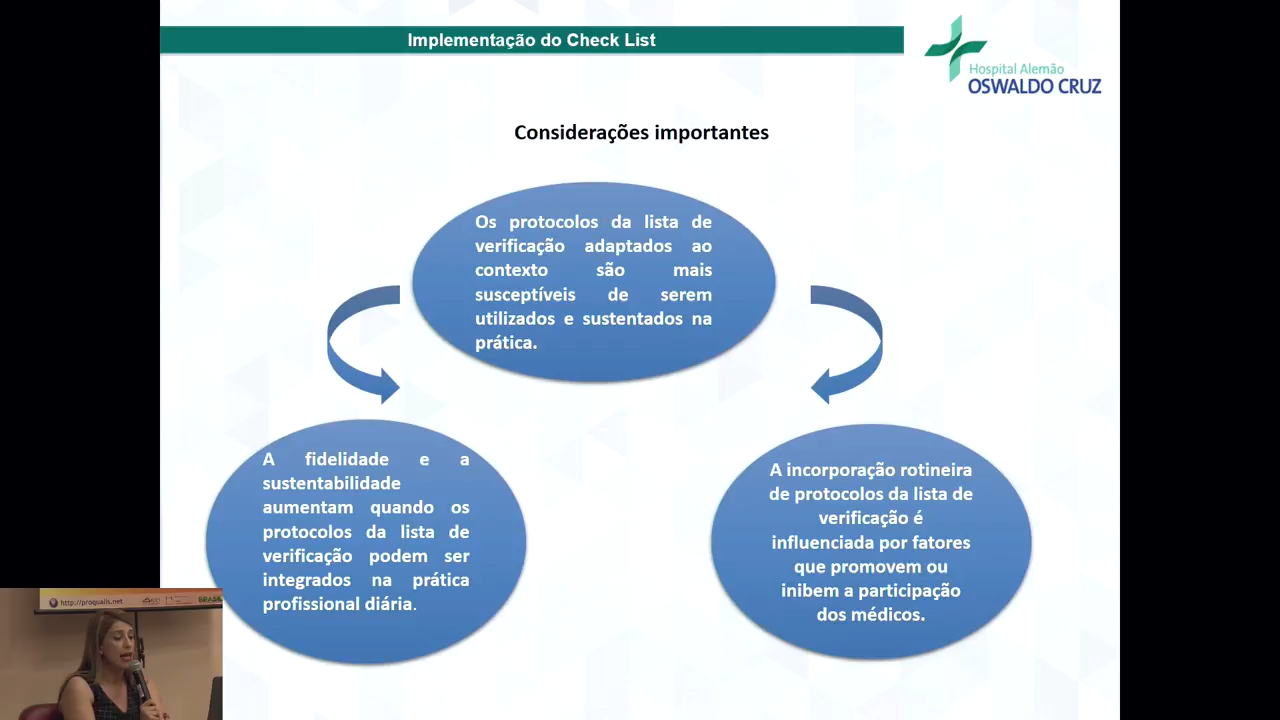 Implementação do Check List
Hospital Alemão
OSWALDO CRUZ
Considerações importantes
Os protocolos da lista de
verificação adaptados ao
contexto são mais
susceptíveis de serem
utilizados e sustentados na
prática.
A fidelidade e a
sustentabilidade
aumentam quando os
protocolos da lista de
verificação podem ser
integrados na prática
profissional diária.
A incorporação rotineira
de protocolos da lista de
verificação é
influenciada por fatores
que promovem ou
inibem a participação
dos médicos.
http://proqualis.net